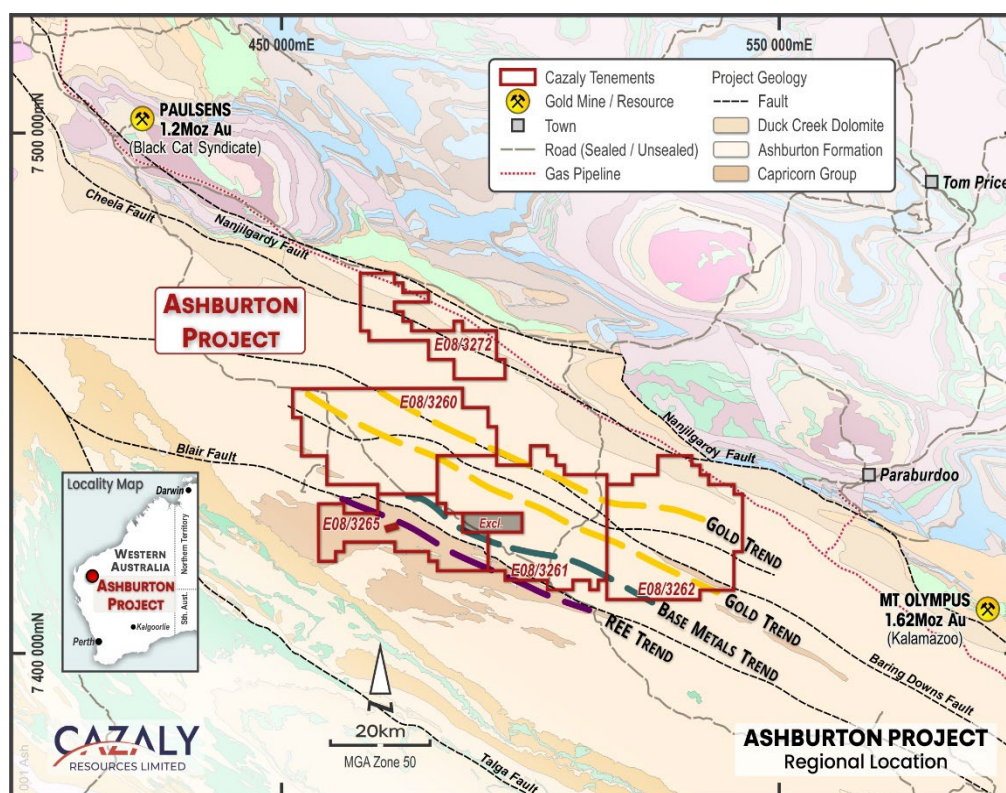 450 000mE
550 000mE
7 500 000mN
7 400 000mN
Cazaly Tenements
Gold Mine / Resource
Town
Road (Sealed / Unsealed)
Gas Pipeline
Project Geology
Fault
Duck Creek Dolomite
Ashburton Formation
Capricorn Group
PAULSENS
1.2Moz Au
(Black Cat Syndicate)
Tom Price
Cheela Fault
Nanjilgardy Fault
ASHBURTON
PROJECT
E08/3272
E08/3260
Nanjilgardy Fault
Blair Fault
Paraburdoo
Locality Map
Darwin
WESTERN
AUSTRALIA
Northern Territory
ASHBURTON
PROJECT
Sth. Aust.
Kalgoorlie
Perth
E08/3265
Excl.
E08/3261
E08/3262
GOLD TREND
GOLD TREND
BASE METALS TREND
REE TREND
MT OLYMPUS
1.62Moz Au
(Kalamazoo)
Baring Downs Fault
Talga Fault
N
20km
MGA Zone 50
CAZALY
RESOURCES LIMITED
ASHBURTON PROJECT
Regional Location
001 Ash